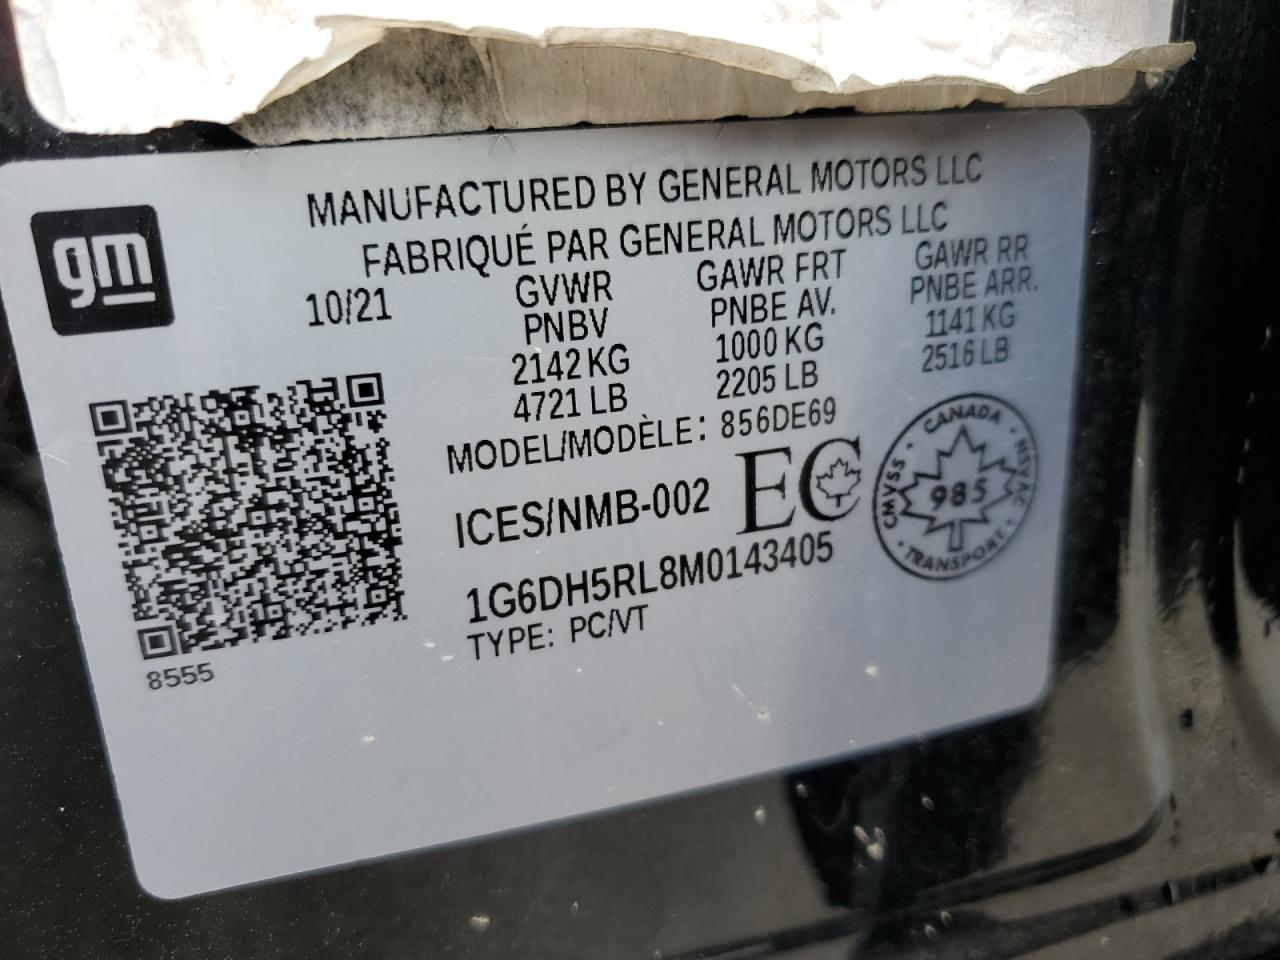 gm
MANUFACTURED BY GENERAL MOTORS LLC
FABRIQUÉ PAR GENERAL MOTORS LLC
10/21
GVWR
PNBV
2142 KG
4721 LB
GAWR FRT
PNBE AV.
1000 KG
2205 LB
GAWR RR
PNBE ARR.
1141 KG
2516 LB
MODEL/MODÈLE: 856DE69
ICES/NMB-002
EC
CANADA
CMVSS
NSVAC
TRANSPORT
985
1G6DH5RL8M0143405
TYPE: PC/VT
8555